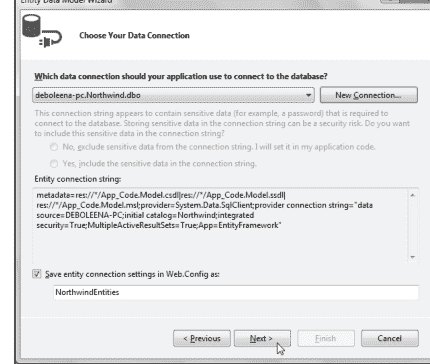 Entity Data Model Wizard
Choose Your Data Connection
Which data connection should your application use to connect to the database?
deboleena-pc.Northwind.dbo
New Connection...
This connection string appears to contain sensitive data (for example, a password) that is required to
connect to the database. Storing sensitive data in the connection string can be a security risk. Do you want
to include this sensitive data in the connection string?
No, exclude sensitive data from the connection string. I will set it in my application code.
Yes, include the sensitive data in the connection string.
Entity connection string:
metadata=res://*/App_Code.Model.csdl|res://*/App_Code.Model.ssdl|
res://*/App_Code.Model.msl;provider=System.Data.SqlClient;provider connection string="data
source=DEBOLEENA-PC;initial catalog=Northwind;integrated
security=True;MultipleActiveResultSets=True;App=EntityFramework"
Save entity connection settings in Web.Config as:
NorthwindEntities
< Previous
Next >
Finish
Cancel